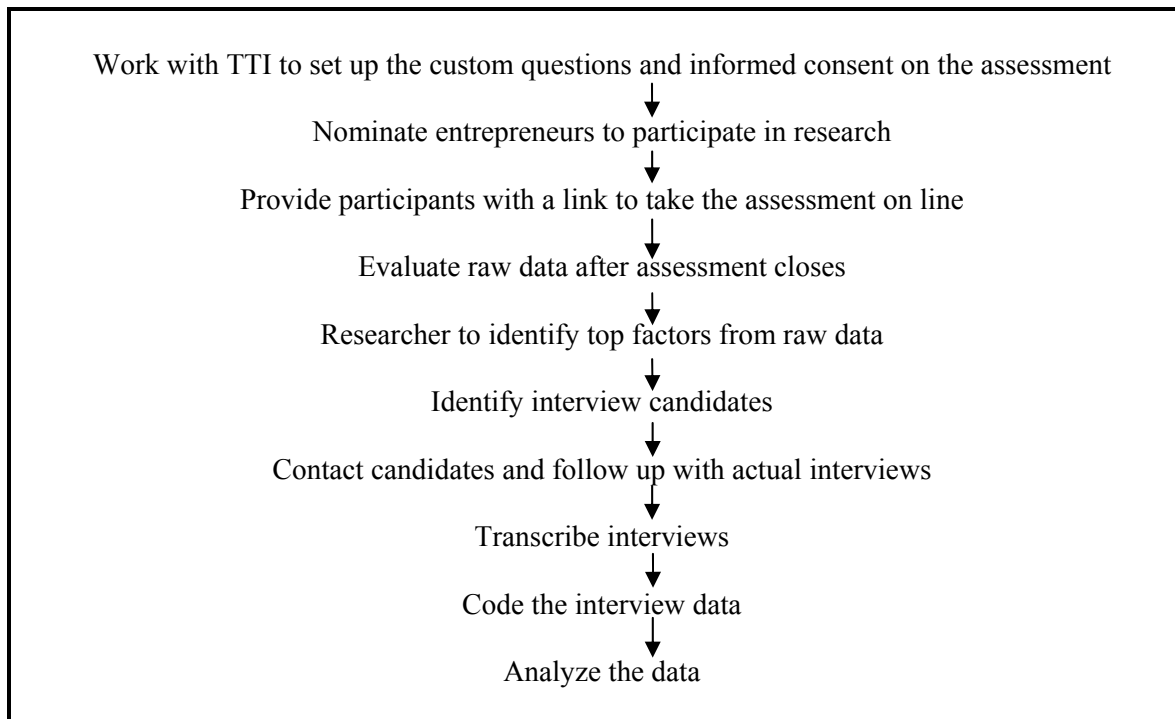 Work with TTI to set up the custom questions and informed consent on the assessment
Nominate entrepreneurs to participate in research
Provide participants with a link to take the assessment on line
Evaluate raw data after assessment closes
Researcher to identify top factors from raw data
Identify interview candidates
Contact candidates and follow up with actual interviews
Transcribe interviews
Code the interview data
Analyze the data